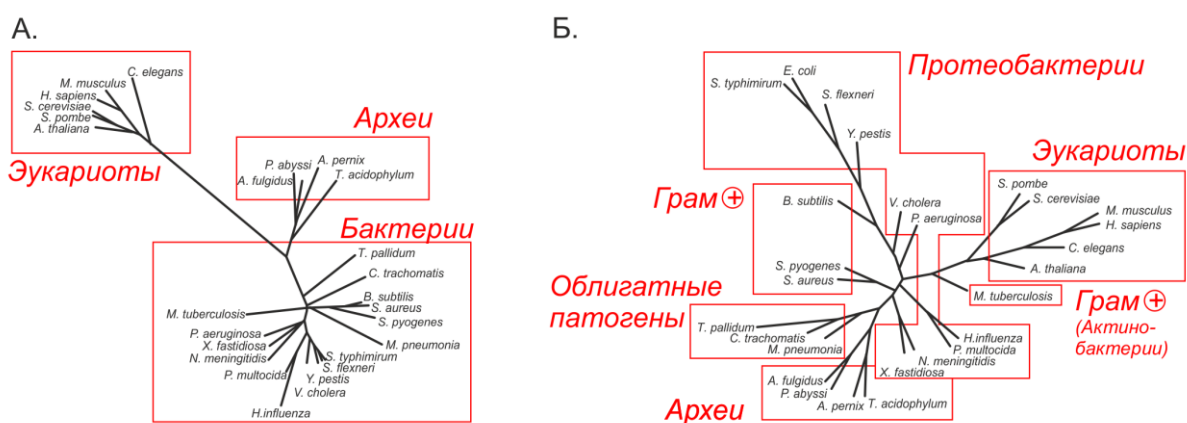 А.
C. elegans
M. musculus
H. sapiens
S. cerevisiae
S. pombe
A. thaliana
Эукариоты
Археи
P. abyssi
A. pernix
A. fulgidus
T. acidophylum
Бактерии
T. pallidum
C. trachomatis
B. subtilis
S. aureus
S. pyogenes
M. tuberculosis
P. aeruginosa
X. fastidiosa
N. meningitidis
M. pneumonia
S. typhimirum
S. flexneri
P. multocida
Y. pestis
V. cholera
H.influenza
Б.
Протеобактерии
E. coli
S. typhimirum
S. flexneri
Y. pestis
Эукариоты
Грам +
B. subtilis
V. cholera
P. aeruginosa
S. pombe
S. cerevisiae
M. musculus
H. sapiens
C. elegans
A. thaliana
S. pyogenes
S. aureus
M. tuberculosis
Грам +
(Актино-
бактерии)
Облигатные
патогены
T. pallidum
C. trachomatis
M. pneumonia
H.influenza
P. multocida
N. meningitidis
X. fastidiosa
A. fulgidus
P. abyssi
A. pernix
T. acidophylum
Археи